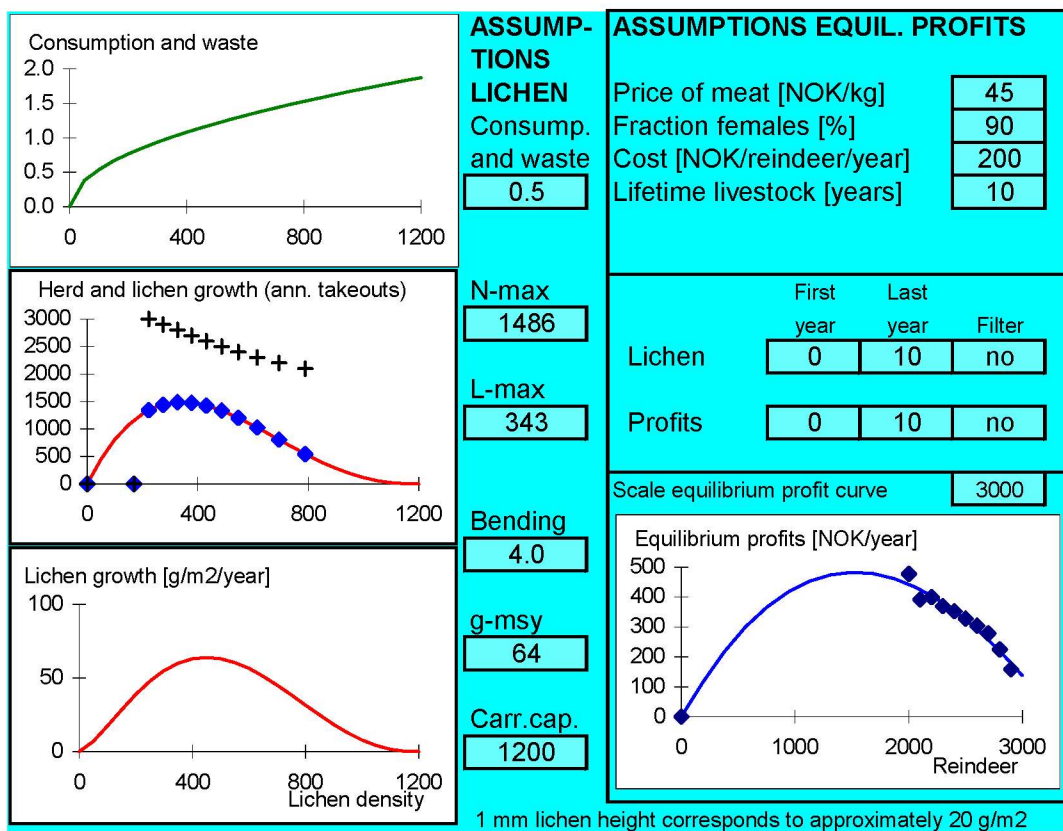 Consumption and waste
2.0
1.5
1.0
0.5
0.0
0 400 800 1200
Herd and lichen growth (ann. takeouts)
3000
2500
2000
1500
1000
500
0
0 400 800 1200
Lichen growth [g/m2/year]
100
50
0
0 400 800 1200
Lichen density
ASSUMP-
TIONS
LICHEN
Consump.
and waste
0.5
N-max
1486
L-max
343
Bending
4.0
g-msy
64
Carr.cap.
1200
ASSUMPTIONS EQUIL. PROFITS
Price of meat [NOK/kg] 45
Fraction females [%] 90
Cost [NOK/reindeer/year] 200
Lifetime livestock [years] 10
First Last
year year Filter
Lichen 0 10 no
Profits 0 10 no
Scale equilibrium profit curve 3000
Equilibrium profits [NOK/year]
500
400
300
200
100
0
0 1000 2000 3000
Reindeer
1 mm lichen height corresponds to approximately 20 g/m2